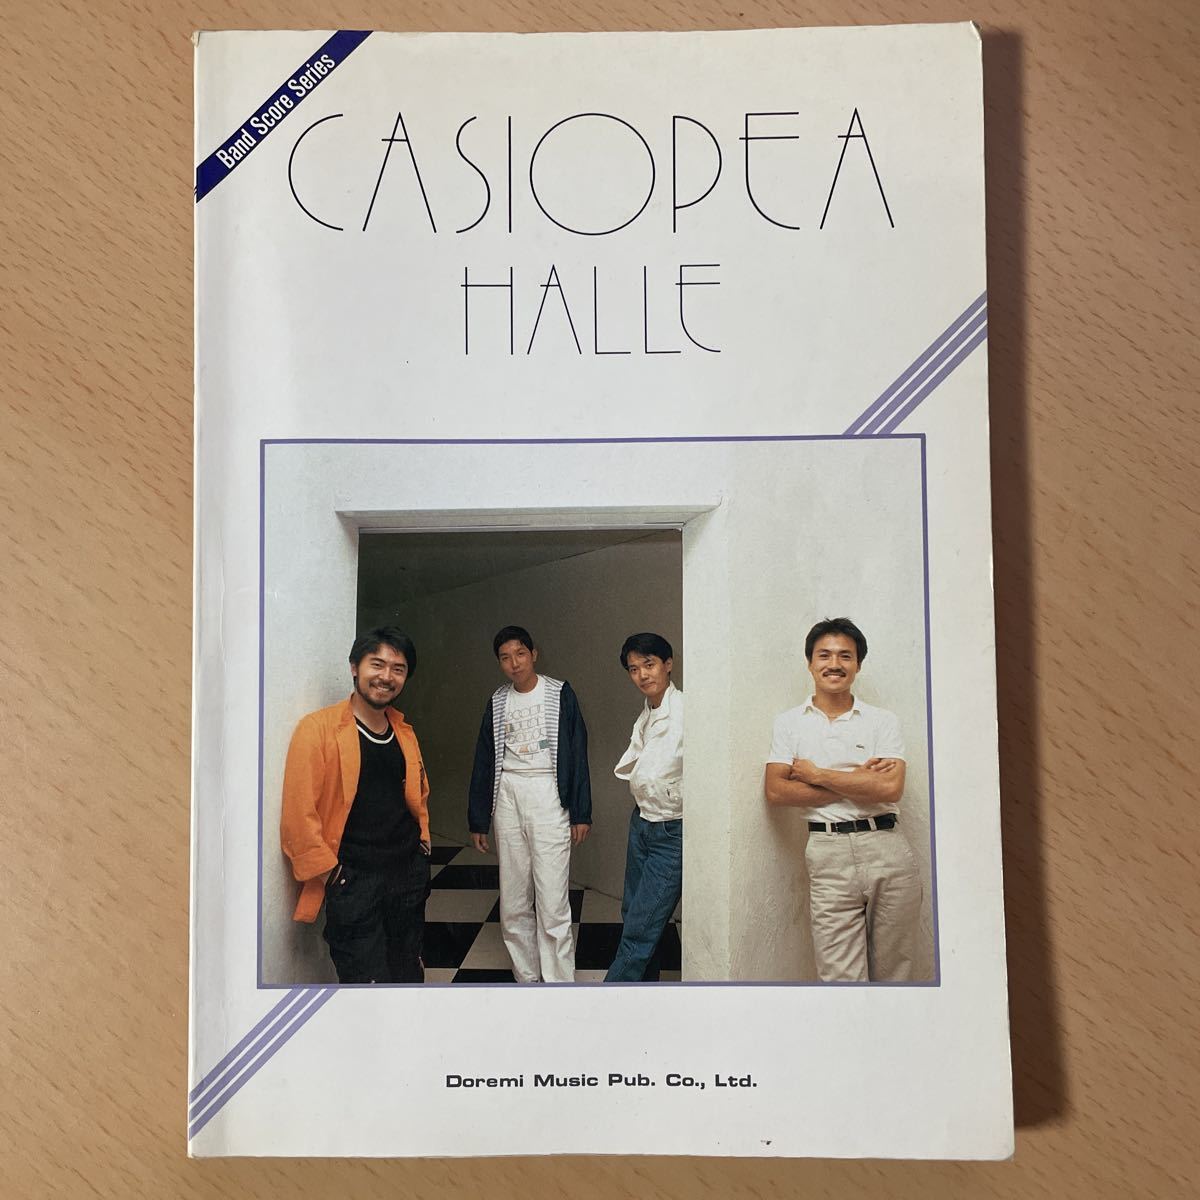 Band Score Series
CASIOPEA
HALLE
Doremi Music Pub. Co., Ltd.